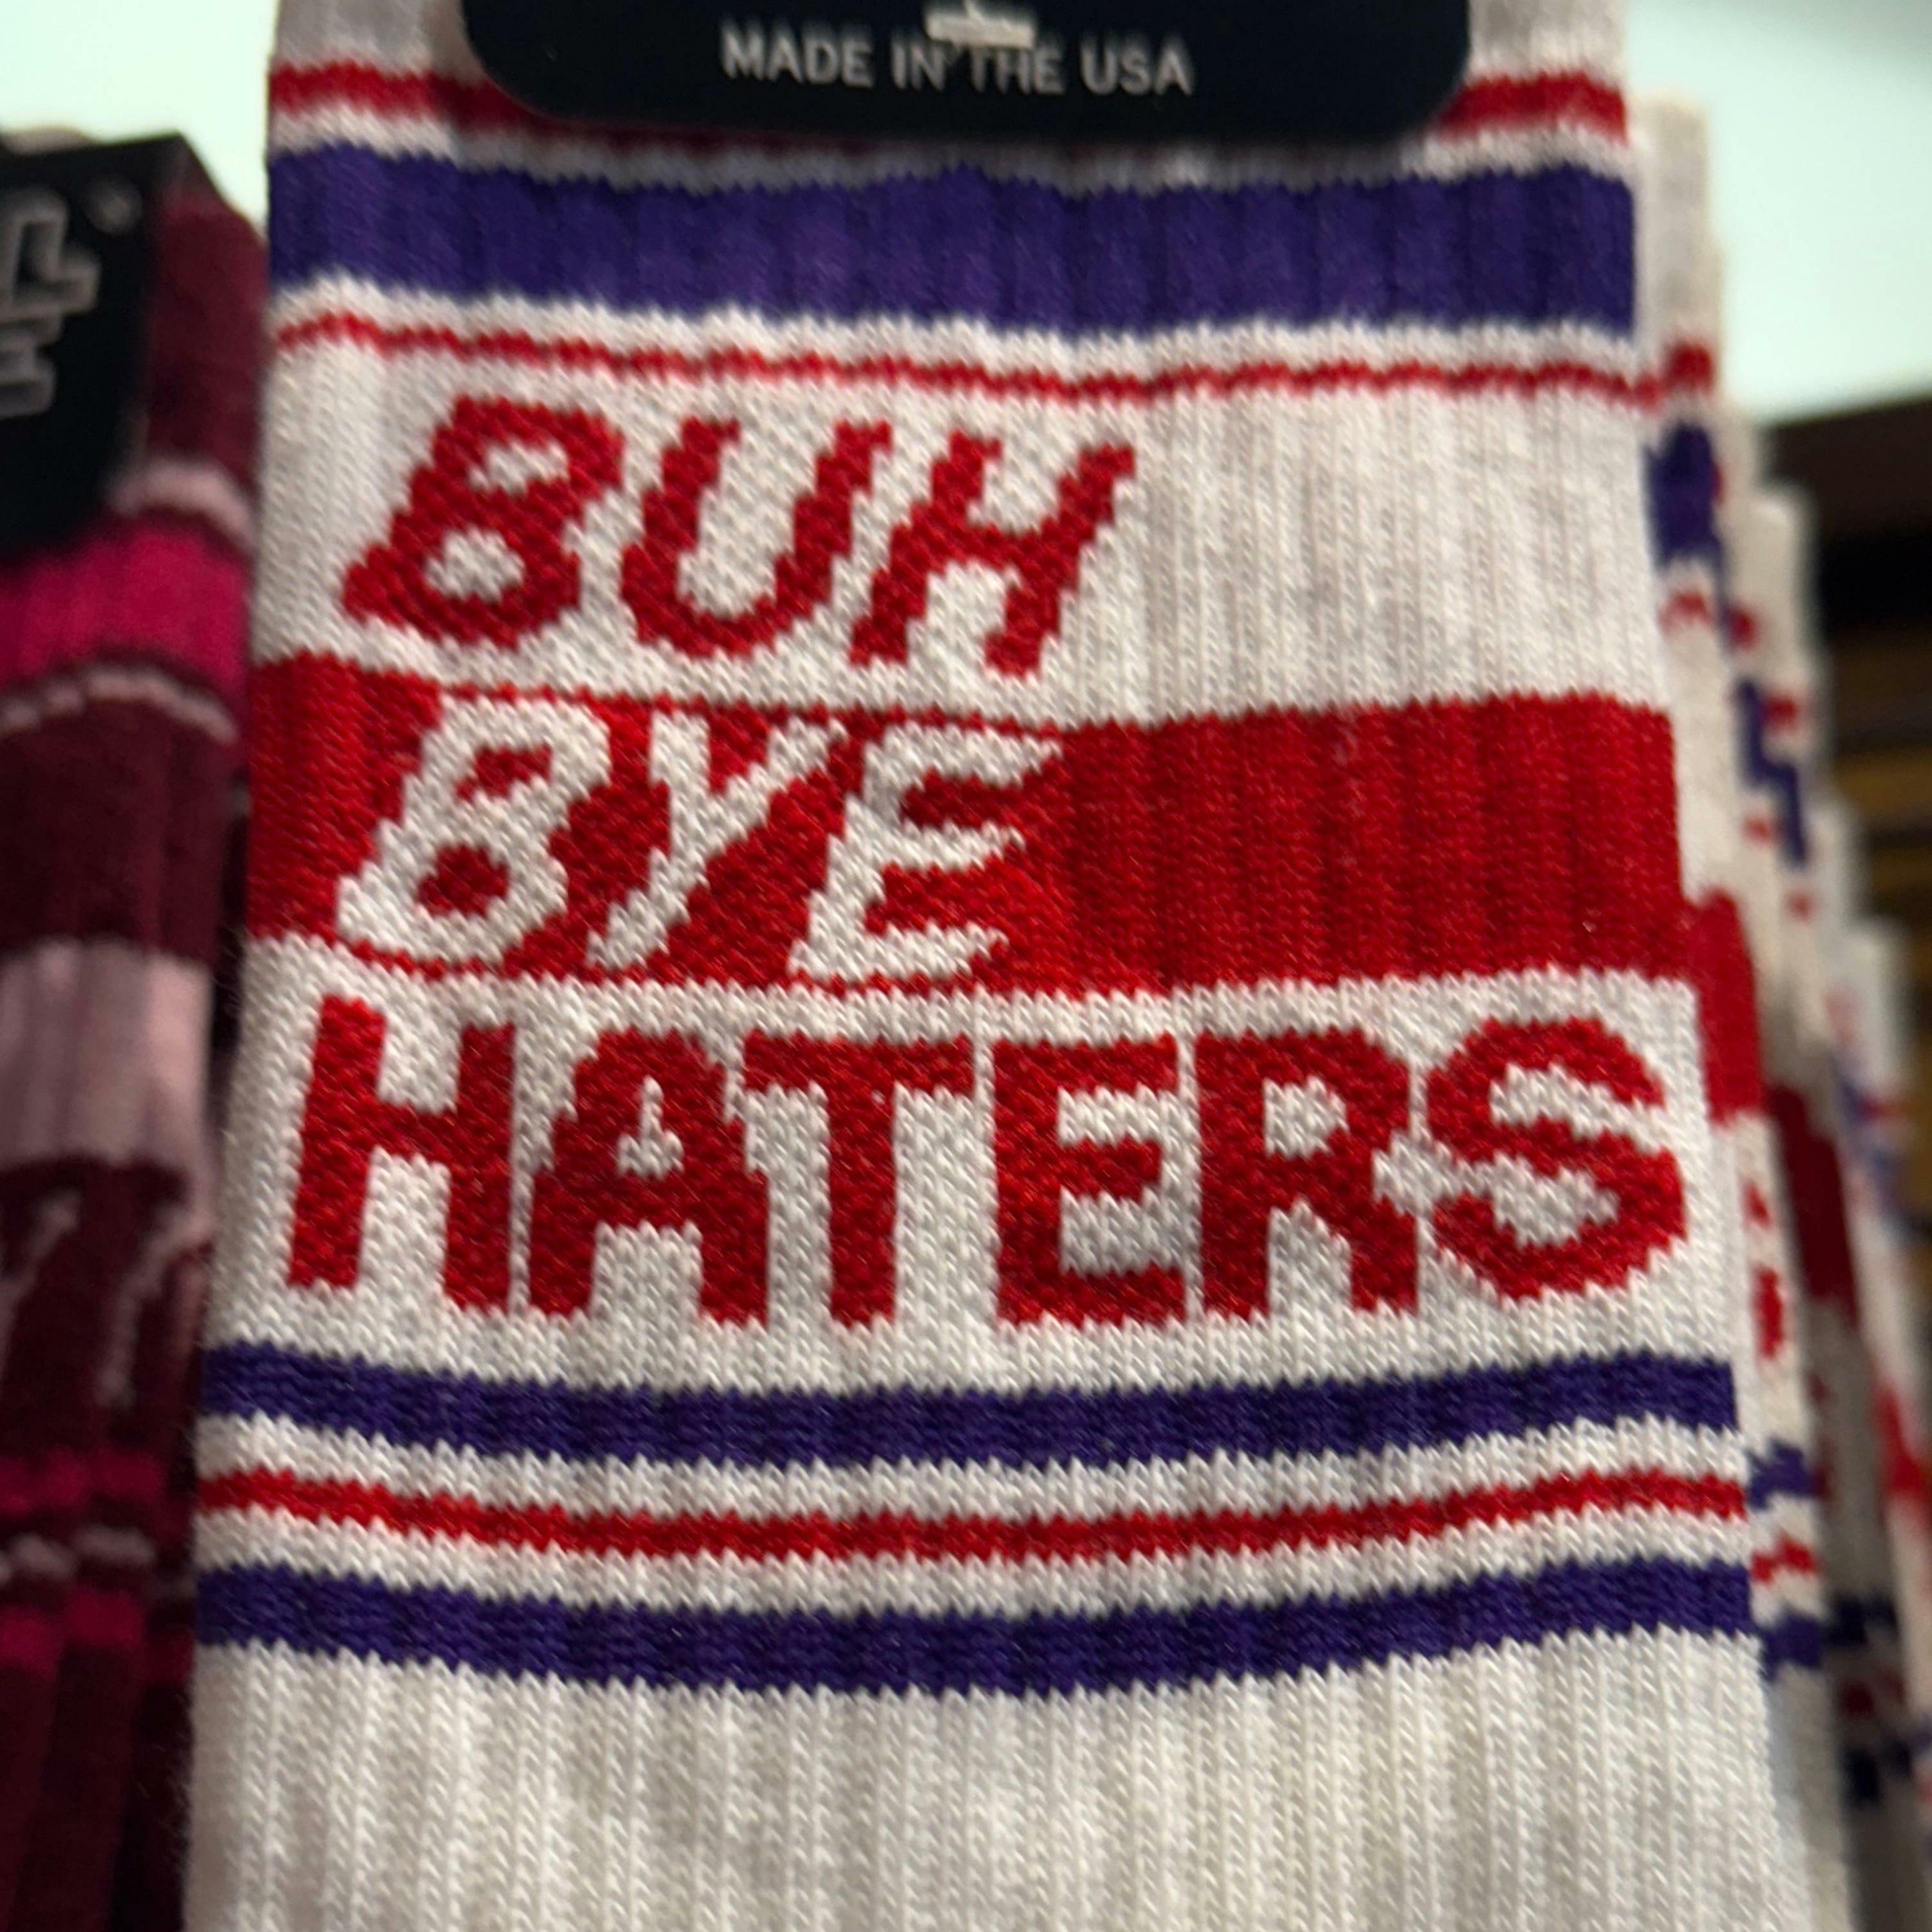 MADE IN THE USA
BUH
BYE
HATERS